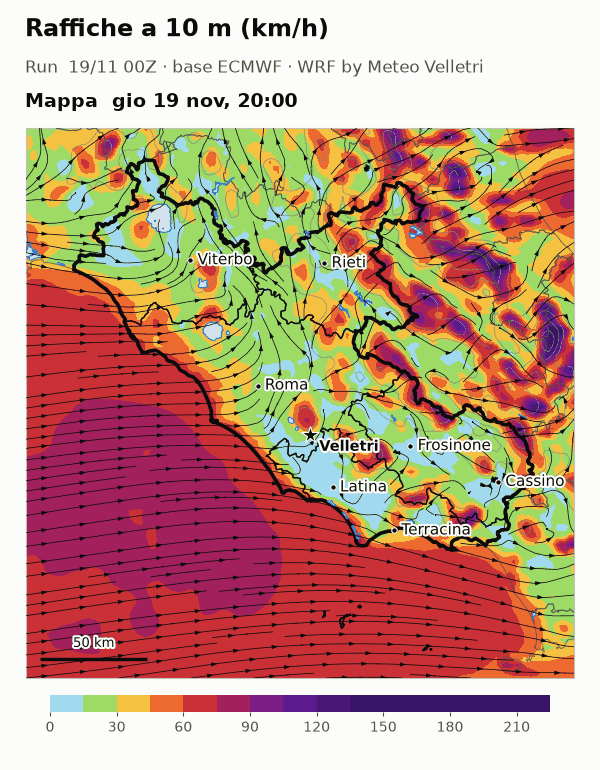 Raffiche a 10 m (km/h)
Run 19/11 00Z · base ECMWF · WRF by Meteo Velletri
Mappa gio 19 nov, 20:00
Viterbo
Rieti
Roma
Velletri
Frosinone
Cassino
Latina
Terracina
50 km
0 30 60 90 120 150 180 210